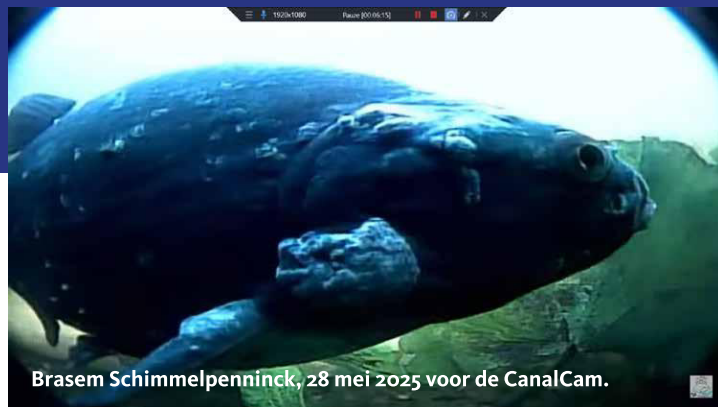 1920x1080 Pauze [00:06:15]
Brasem Schimmelpenninck, 28 mei 2025 voor de CanalCam.